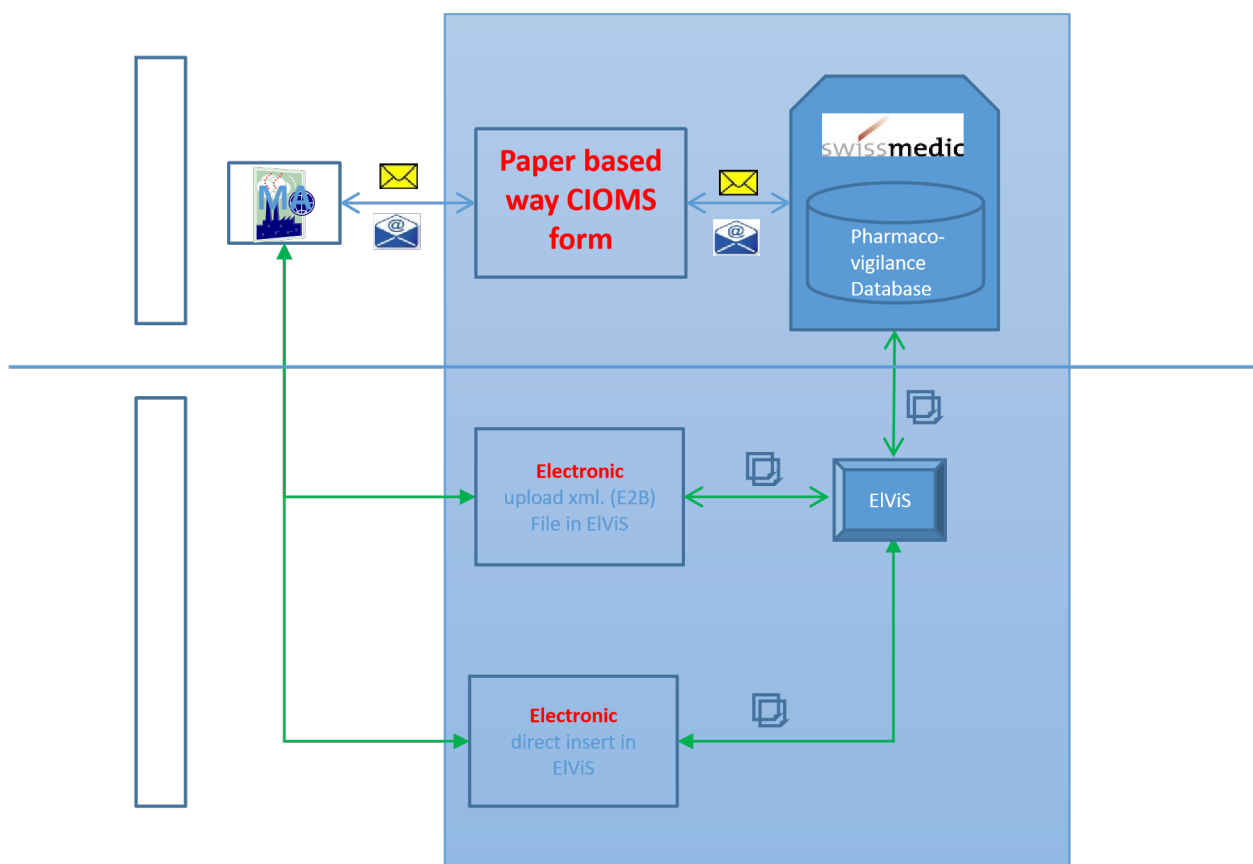 swissmedic
Paper based
way CIOMS
form
MA
@
@
Pharmaco-
vigilance
Database
Electronic
upload xml. (E2B)
File in ElViS
ElViS
Electronic
direct insert in
ElViS